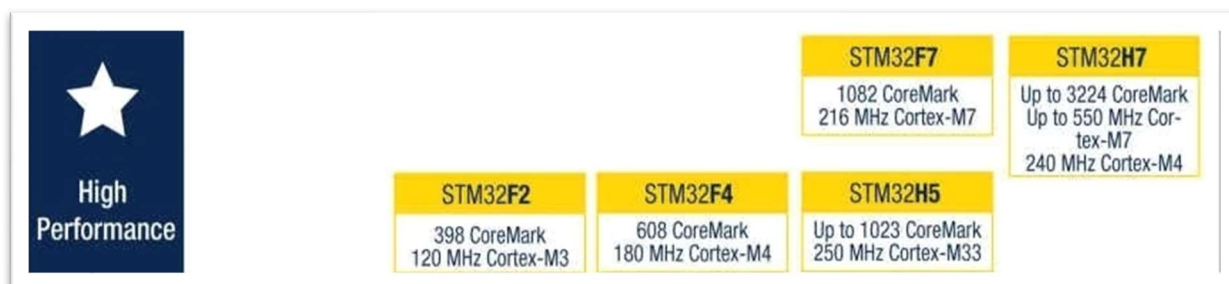 High
Performance
STM32F7
1082 CoreMark
216 MHz Cortex-M7
STM32H7
Up to 3224 CoreMark
Up to 550 MHz Cor-
tex-M7
240 MHz Cortex-M4
STM32F2
398 CoreMark
120 MHz Cortex-M3
STM32F4
608 CoreMark
180 MHz Cortex-M4
STM32H5
Up to 1023 CoreMark
250 MHz Cortex-M33